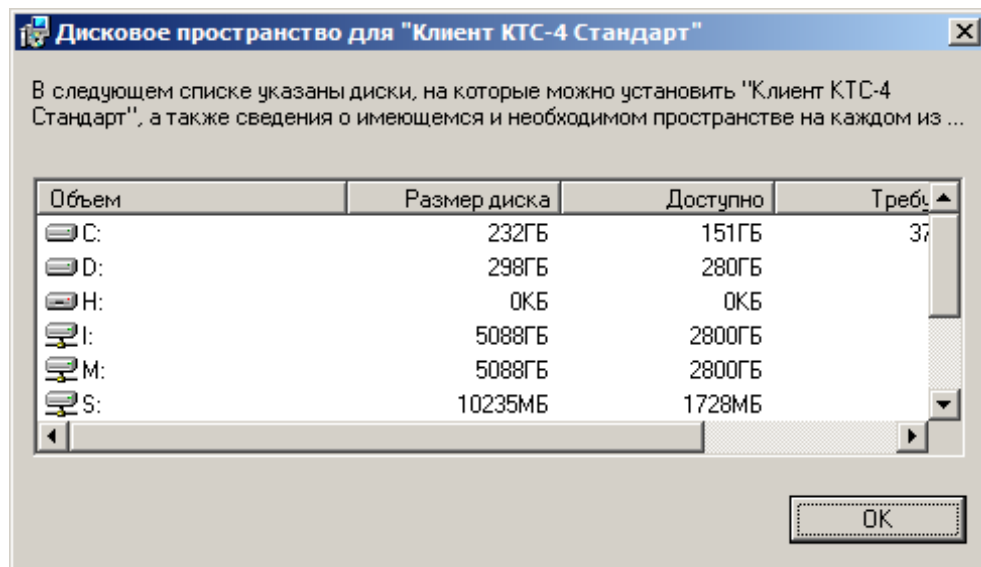 Дисковое пространство для "Клиент КТС-4 Стандарт"
В следующем списке указаны диски, на которые можно установить "Клиент КТС-4
Стандарт", а также сведения о имеющемся и необходимом пространстве на каждом из ...
Объем Размер диска Доступно Требу
C: 232ГБ 151ГБ 37
D: 298ГБ 280ГБ
H: 0КБ 0КБ
I: 5088ГБ 2800ГБ
M: 5088ГБ 2800ГБ
S: 10235МБ 1728МБ
OK